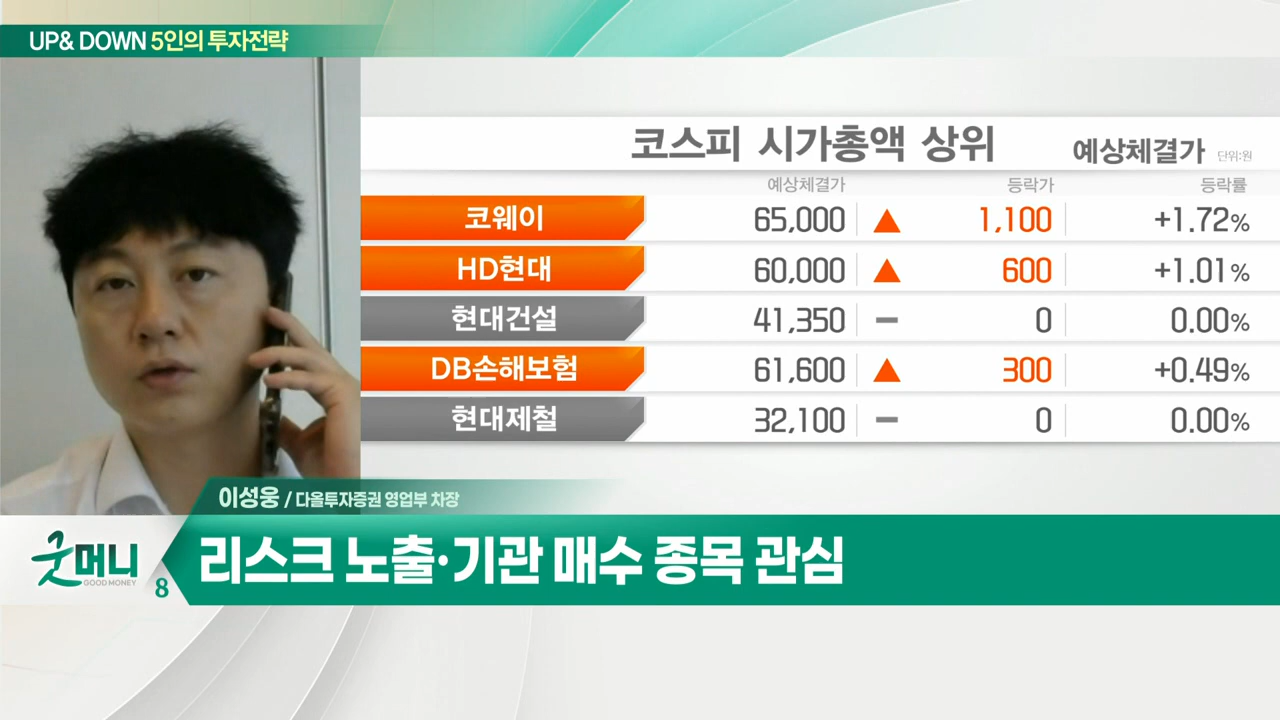 UP& DOWN 5인의 투자전략
코스피 시가총액 상위 예상체결가 단위:원
예상체결가 등락가 등락률
코웨이 65,000 ▲ 1,100 +1.72%
HD현대 60,000 ▲ 600 +1.01%
현대건설 41,350 - 0 0.00%
DB손해보험 61,600 ▲ 300 +0.49%
현대제철 32,100 - 0 0.00%
이성웅 / 다올투자증권 영업부 차장
굿머니
GOOD MONEY
8
리스크 노출·기관 매수 종목 관심